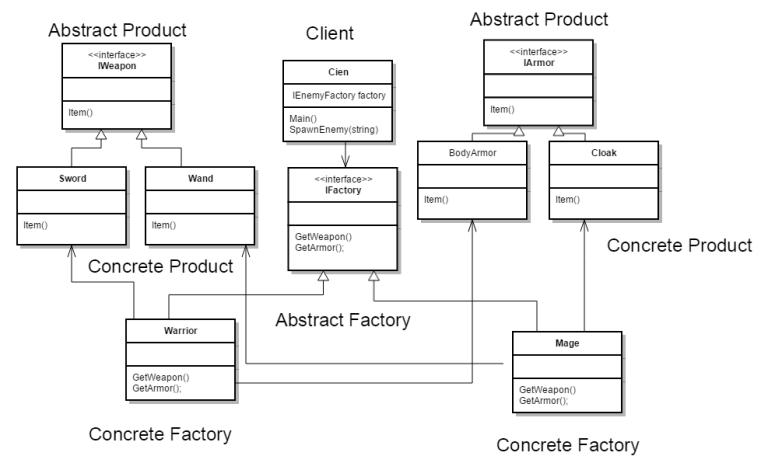 Abstract Product
<<interface>>
IWeapon
Item()
Client
Cien
IEnemyFactory factory
Main()
SpawnEnemy(string)
Abstract Product
<<interface>>
IArmor
Item()
Sword
Item()
Wand
Item()
<<interface>>
IFactory
GetWeapon()
GetArmor();
BodyArmor
Item()
Cloak
Item()
Concrete Product
Concrete Product
Abstract Factory
Warrior
GetWeapon()
GetArmor();
Mage
GetWeapon()
GetArmor();
Concrete Factory
Concrete Factory